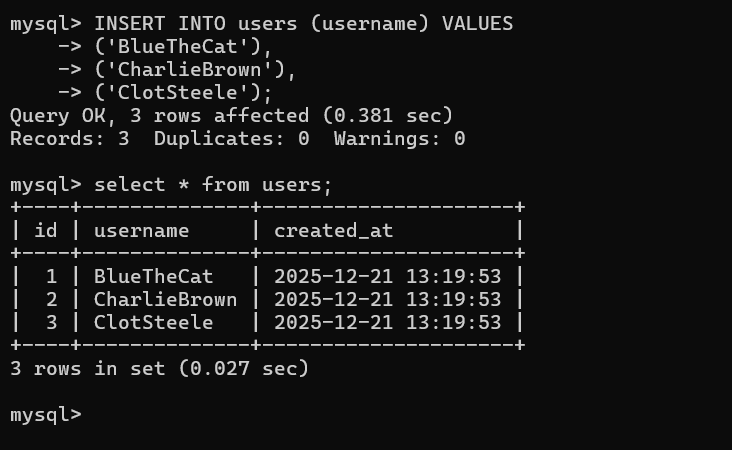 mysql> INSERT INTO users (username) VALUES
    -> ('BlueTheCat'),
    -> ('CharlieBrown'),
    -> ('ClotSteele');
Query OK, 3 rows affected (0.381 sec)
Records: 3  Duplicates: 0  Warnings: 0

mysql> select * from users;
+----+--------------+---------------------+
| id | username     | created_at          |
+----+--------------+---------------------+
|  1 | BlueTheCat   | 2025-12-21 13:19:53 |
|  2 | CharlieBrown | 2025-12-21 13:19:53 |
|  3 | ClotSteele   | 2025-12-21 13:19:53 |
+----+--------------+---------------------+
3 rows in set (0.027 sec)

mysql>